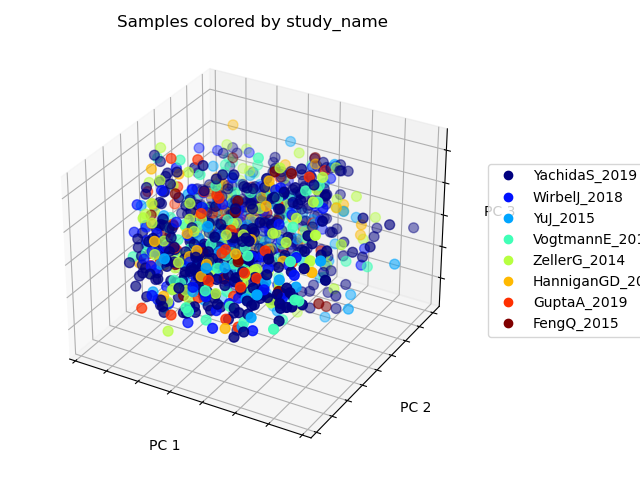 Samples colored by study_name
YachidaS_2019
WirbelJ_2018
YuJ_2015
ZellerG_2014
GuptaA_2019
FengQ_2015
PC 1
PC 2